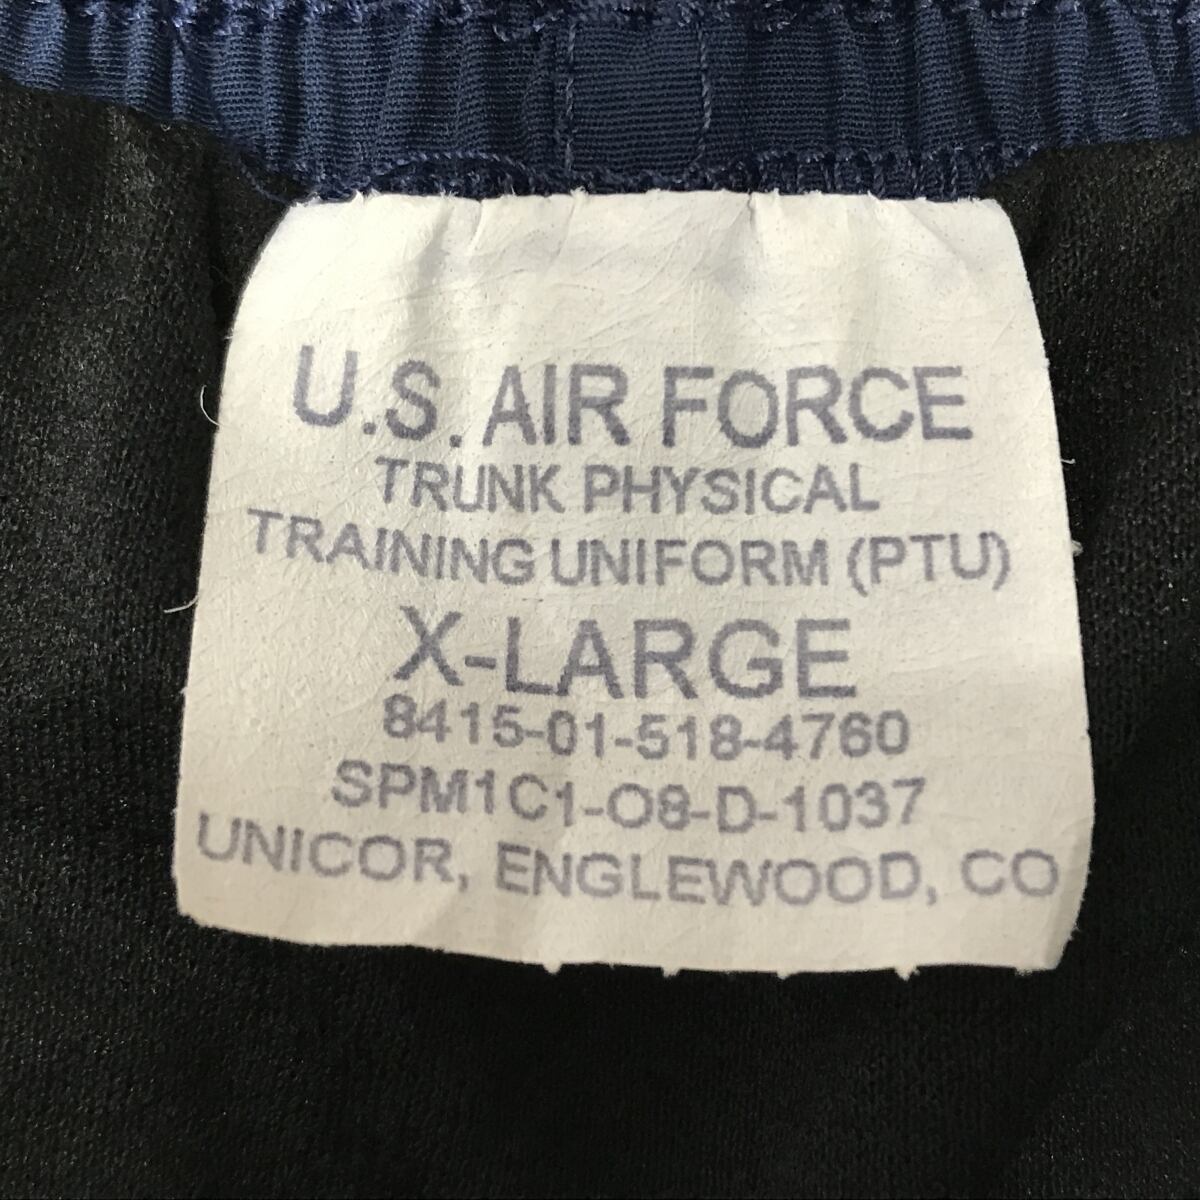 U.S. AIR FORCE
TRUNK PHYSICAL
TRAINING UNIFORM (PTU)
X-LARGE
8415-01-518-4760
SPM1C1-O8-D-1037
UNICOR, ENGLEWOOD, CO